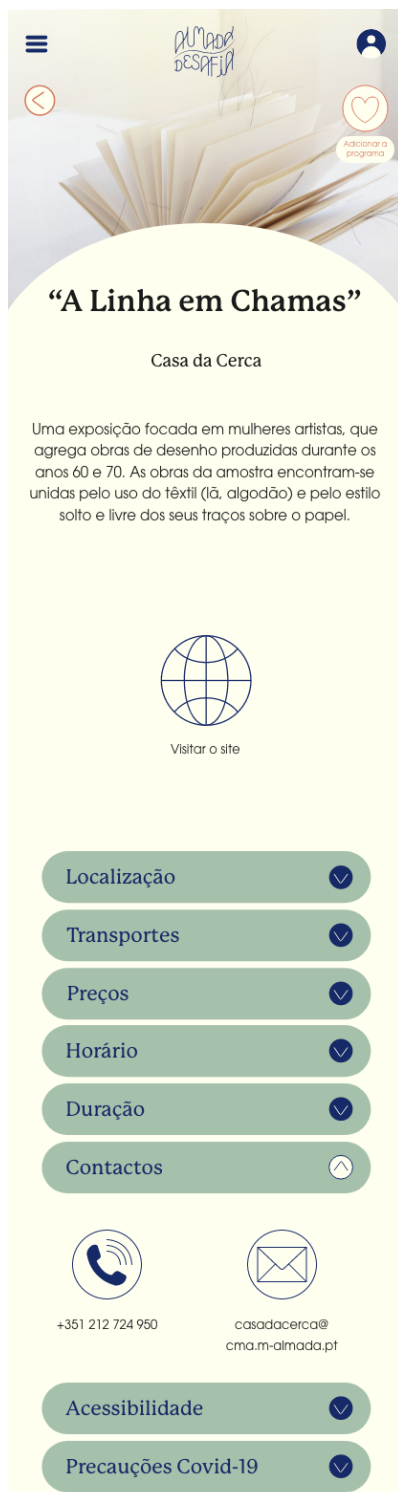 ALMADA
DESAFIA
Adicionar a
programa
“A Linha em Chamas”
Casa da Cerca
Uma exposição focada em mulheres artistas, que
agrega obras de desenho produzidas durante os
anos 60 e 70. As obras da amostra encontram-se
unidas pelo uso do têxtil (lã, algodão) e pelo estilo
solto e livre dos seus traços sobre o papel.
Visitar o site
Localização
Transportes
Preços
Horário
Duração
Contactos
+351 212 724 950
casadacerca@
cma.m-almada.pt
Acessibilidade
Precauções Covid-19